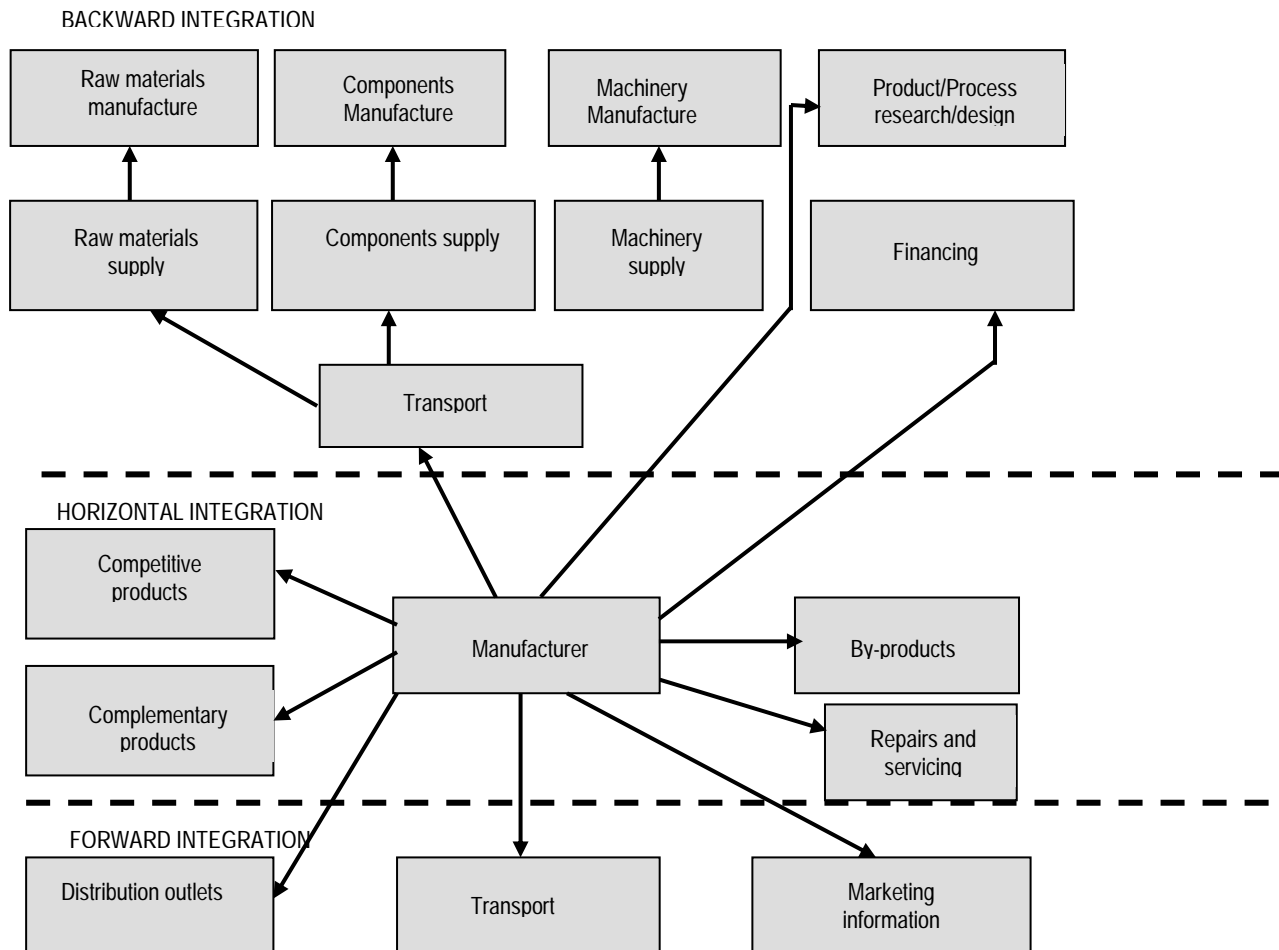 BACKWARD INTEGRATION
Raw materials
manufacture
Components
Manufacture
Machinery
Manufacture
Product/Process
research/design
Raw materials
supply
Components supply
Machinery
supply
Financing
Transport
HORIZONTAL INTEGRATION
Competitive
products
Manufacturer
By-products
Complementary
products
Repairs and
servicing
FORWARD INTEGRATION
Distribution outlets
Transport
Marketing
information